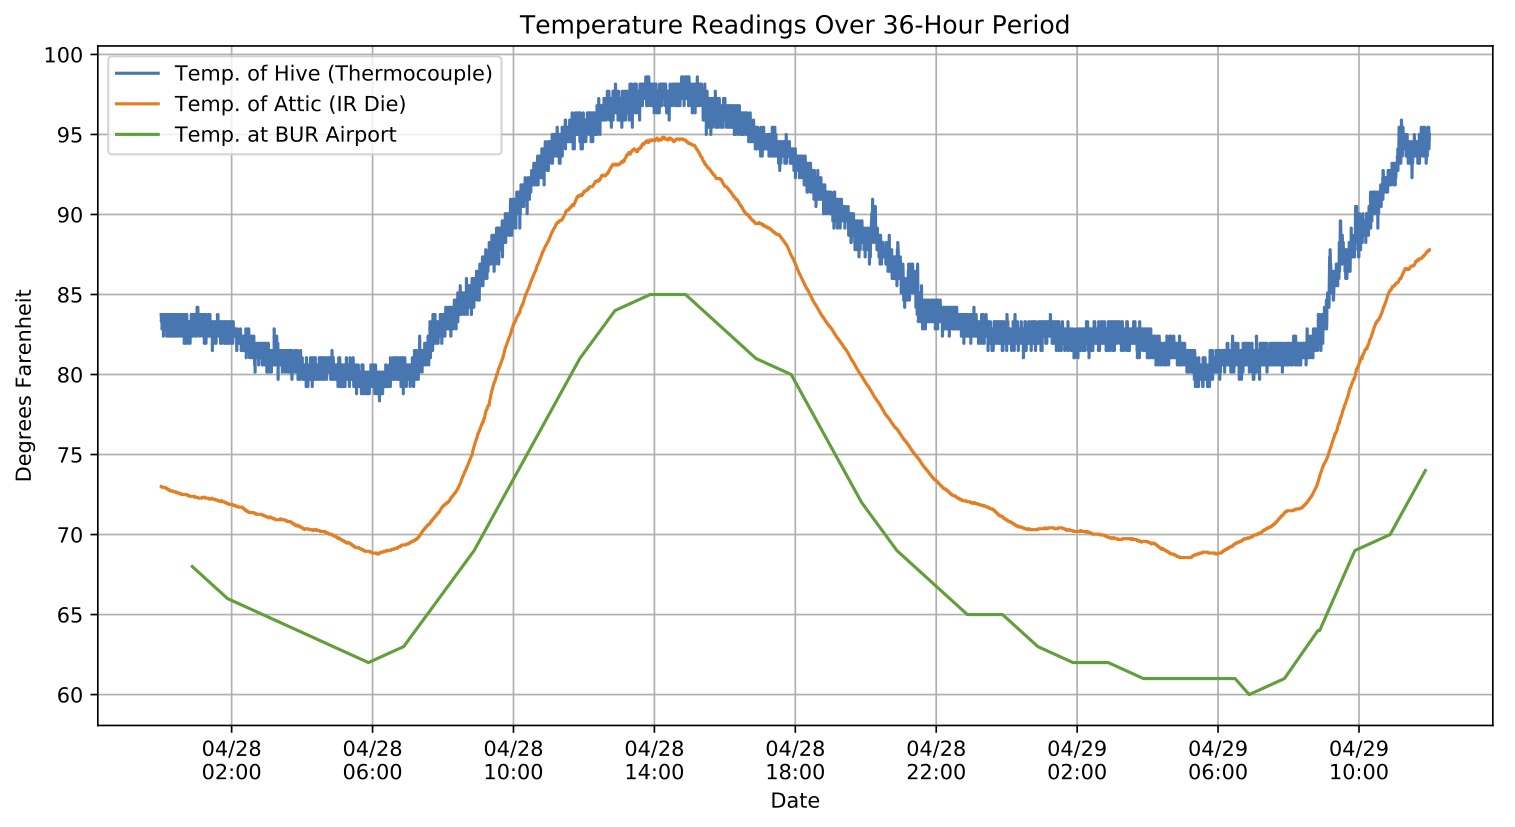 Temperature Readings Over 36-Hour Period
Temp. of Hive (Thermocouple)
Temp. of Attic (IR Die)
Temp. at BUR Airport
Degrees Farenheit
100
95
90
85
80
75
70
65
60
04/28 04/28 04/28 04/28 04/28 04/28 04/29 04/29 04/29
02:00 06:00 10:00 14:00 18:00 22:00 02:00 06:00 10:00
Date